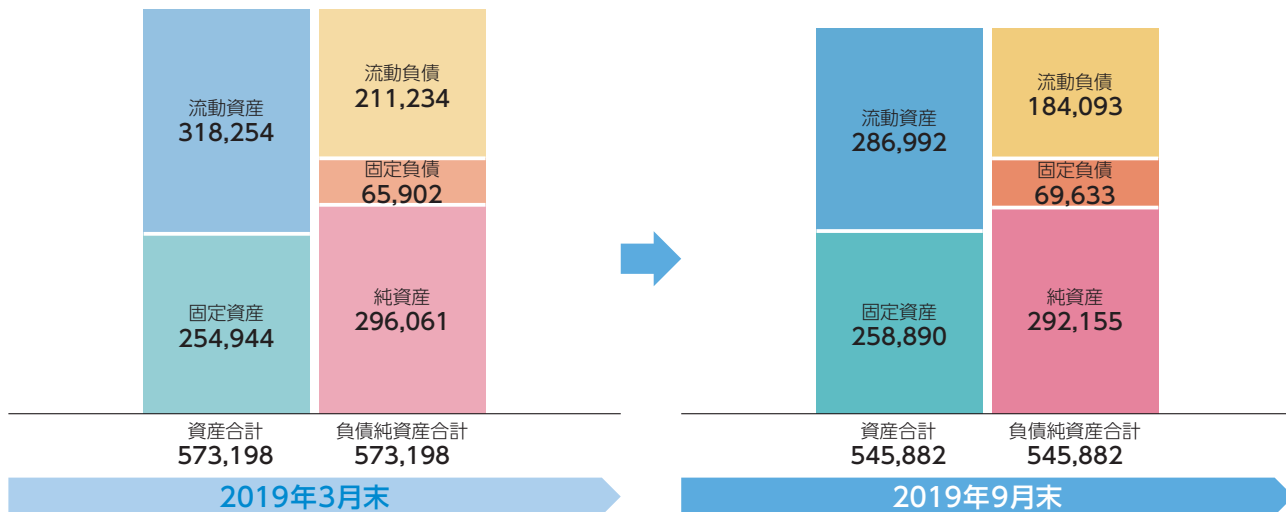 流動資産
318,254
固定資産
254,944
流動負債
211,234
固定負債
65,902
純資産
296,061
資産合計
573,198
負債純資産合計
573,198
2019年3月末
流動資産
286,992
固定資産
258,890
流動負債
184,093
固定負債
69,633
純資産
292,155
資産合計
545,882
負債純資産合計
545,882
2019年9月末